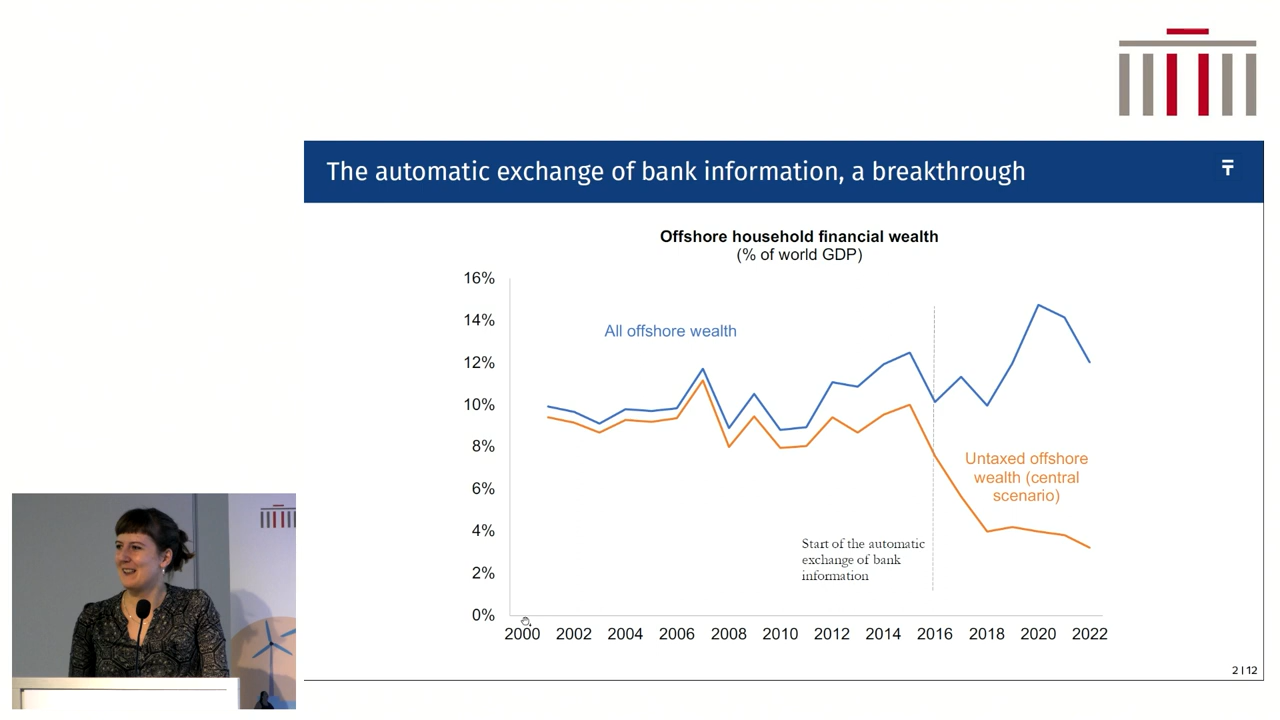 The automatic exchange of bank information, a breakthrough
Offshore household financial wealth
(% of world GDP)
16%
14%
12%
10%
8%
6%
4%
2%
0%
All offshore wealth
Untaxed offshore
wealth (central
scenario)
Start of the automatic
exchange of bank
information
2000 2002 2004 2006 2008 2010 2012 2014 2016 2018 2020 2022
2 | 12